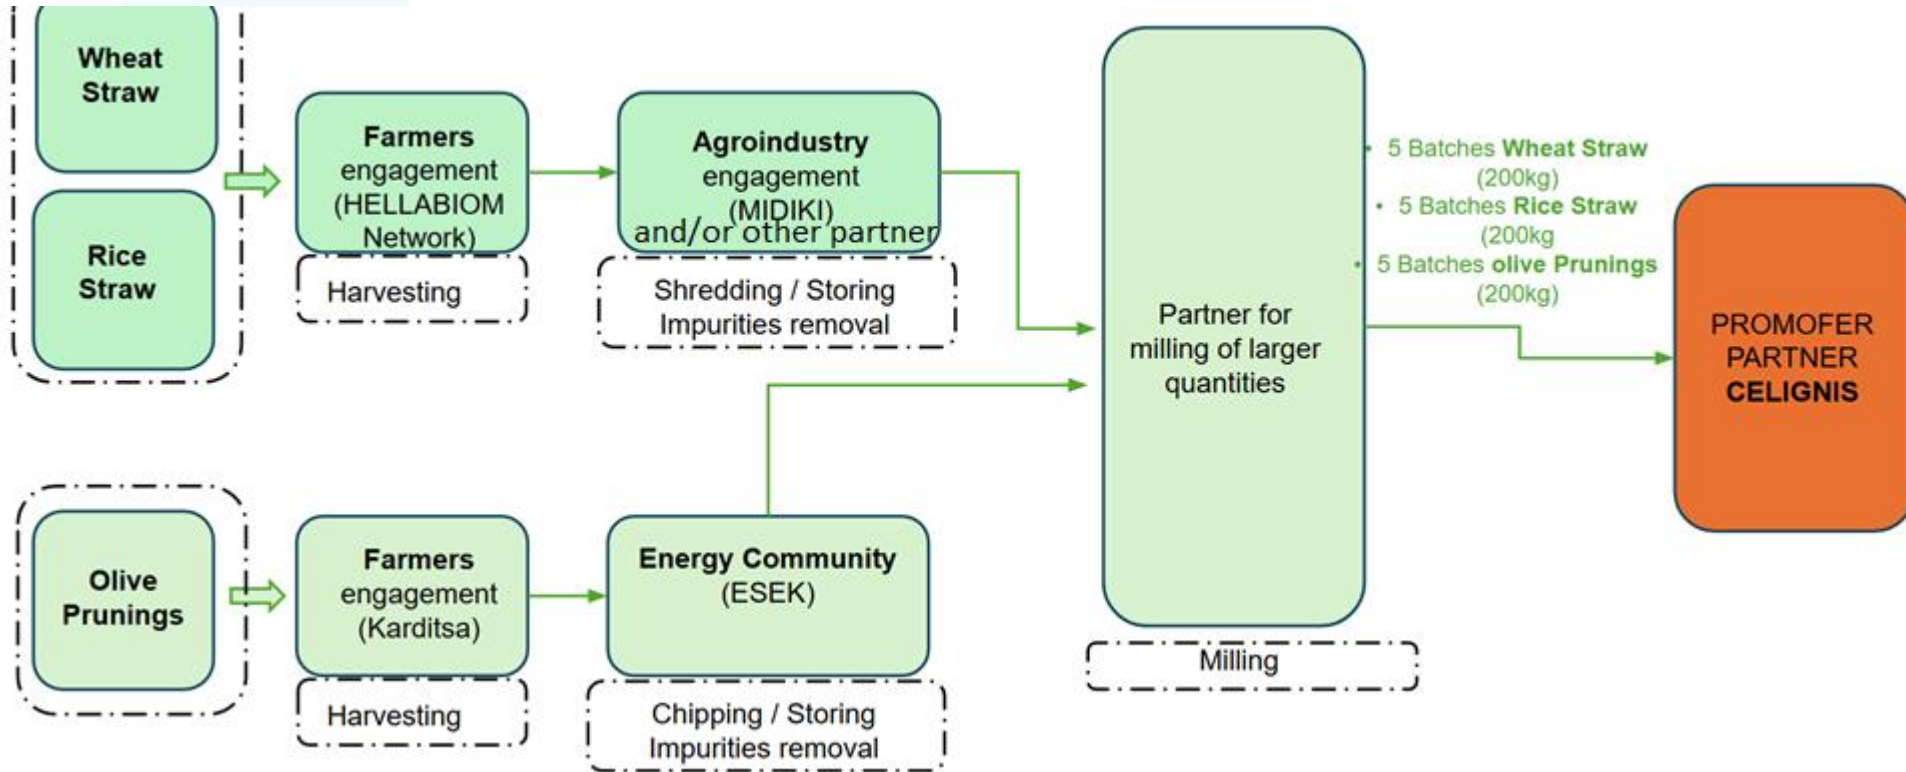 Wheat
Straw
Rice
Straw
Farmers
engagement
(HELLABIOM
Network)
Harvesting
Agroindustry
engagement
(MIDIKI)
and/or other partner
Shredding / Storing
Impurities removal
Olive
Prunings
Farmers
engagement
(Karditsa)
Harvesting
Energy Community
(ESEK)
Chipping / Storing
Impurities removal
Partner for
milling of larger
quantities
Milling
• 5 Batches Wheat Straw
(200kg)
• 5 Batches Rice Straw
(200kg
• 5 Batches olive Prunings
(200kg)
PROMOFER
PARTNER
CELIGNIS